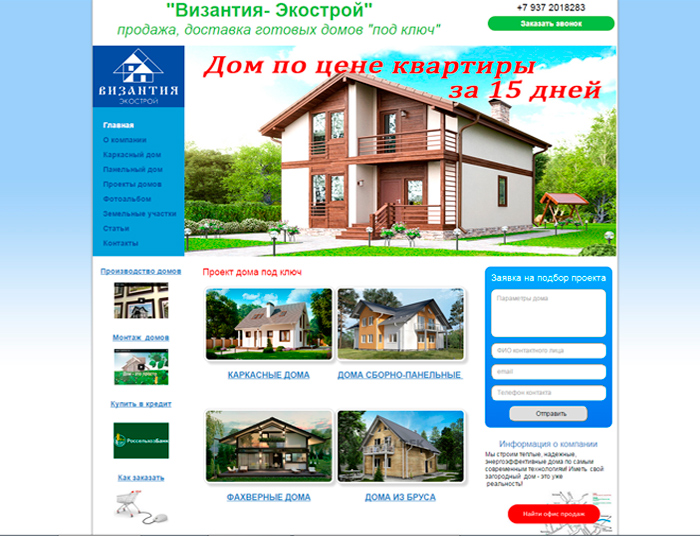 "Византия- Экострой"
продажа, доставка готовых домов "под ключ"
+7 937 2018283
Заказать звонок
ВИЗАНТИЯ
ЭКОСТРОЙ
Дом по цене квартиры
за 15 дней
Главная
О компании
Каркасный дом
Панельный дом
Проекты домов
Фотоальбом
Земельные участки
Статьи
Контакты
Производство домов
Монтаж домов
Купить в кредит
РоссельхозБанк
Как заказать
Проект дома под ключ
КАРКАСНЫЕ ДОМА
ДОМА СБОРНО-ПАНЕЛЬНЫЕ
ФАХВЕРНЫЕ ДОМА
ДОМА ИЗ БРУСА
Заявка на подбор проекта
Параметры дома
ФИО контактного лица
email
Телефон контакта
Отправить
Информация о компании
Мы строим теплые, надежные,
энергоэффективные дома по самым
современным технологиям! Иметь свой
загородный дом - это уже
реальность!
Найти офис продаж